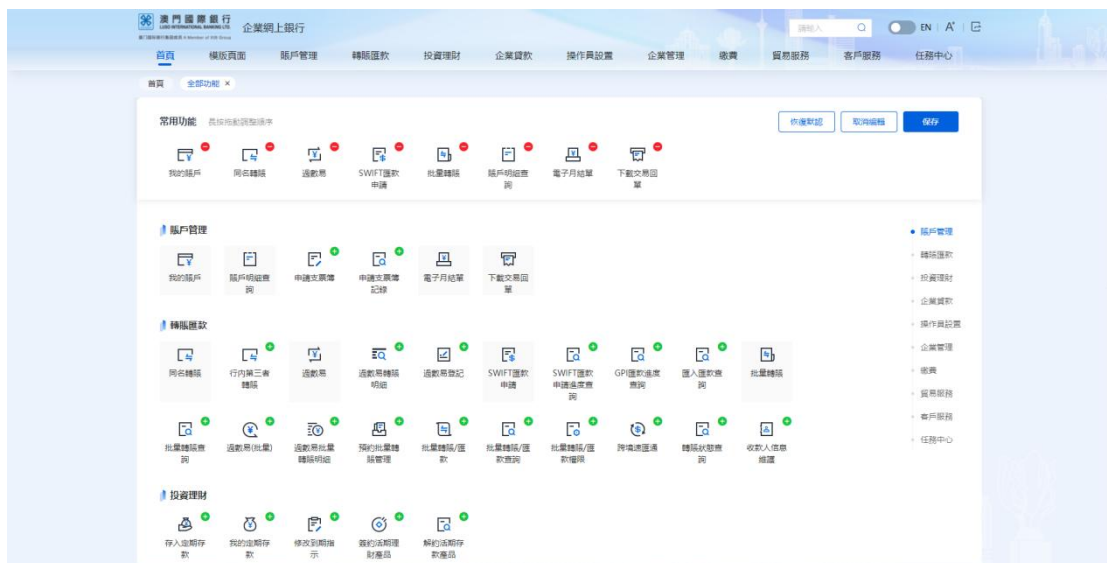 澳門國際銀行
LUSO INTERNATIONAL BANKING LTD.
企業網上銀行
請輸入
EN
A
首頁 模版頁面 賬戶管理 轉賬匯款 投資理財 企業貸款 操作員設置 企業管理 繳費 貿易服務 客戶服務 任務中心
首頁 全部功能 ×
常用功能 長按拖動調整順序
恢復默認 取消編輯 保存
我的賬戶 同名轉賬 過數易 SWIFT匯款申請 批量轉賬 賬戶明細查詢 電子月結單 下載交易回單
賬戶管理
我的賬戶 賬戶明細查詢 申請支票簿 申請支票簿記錄 電子月結單 下載交易回單
轉賬匯款
同名轉賬 行內第三者轉賬 過數易 過數易轉賬明細 過數易登記 SWIFT匯款申請 SWIFT匯款申請進度查詢 GPI匯款進度查詢 匯入匯款查詢 批量轉賬
批量轉賬查詢 過數易(批量) 過數易批量轉賬明細 預約批量轉賬管理 批量轉賬/匯款 批量轉賬/匯款查詢 批量轉賬/匯款權限 跨境速匯通 轉賬狀態查詢 收款人信息維護
投資理財
存入定期存款 我的定期存款 修改到期指示 簽約活期理財產品 解約活期存款產品
賬戶管理
轉賬匯款
投資理財
企業貸款
操作員設置
企業管理
繳費
貿易服務
客戶服務
任務中心